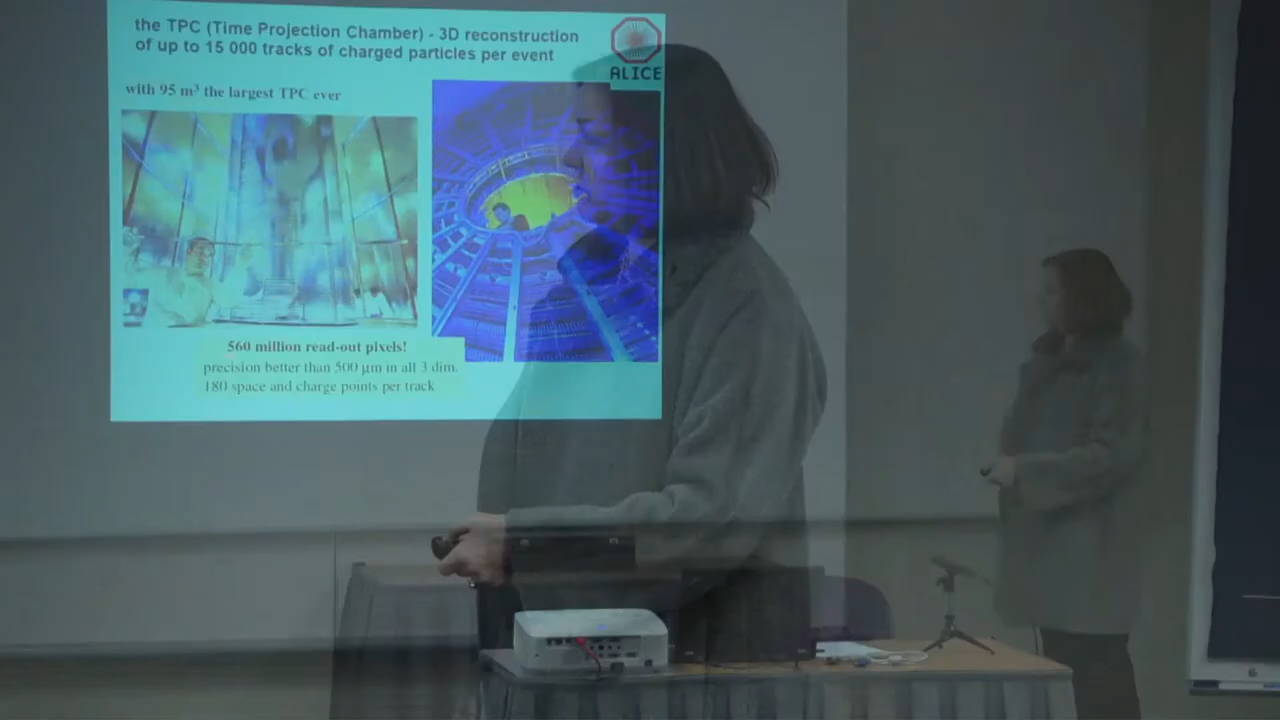 the TPC (Time Projection Chamber) - 3D reconstruction
of up to 15 000 tracks of charged particles per event
ALICE
with 95 m³ the largest TPC ever
560 million read-out pixels!
precision better than 500 μm in all 3 dim.
180 space and charge points per track